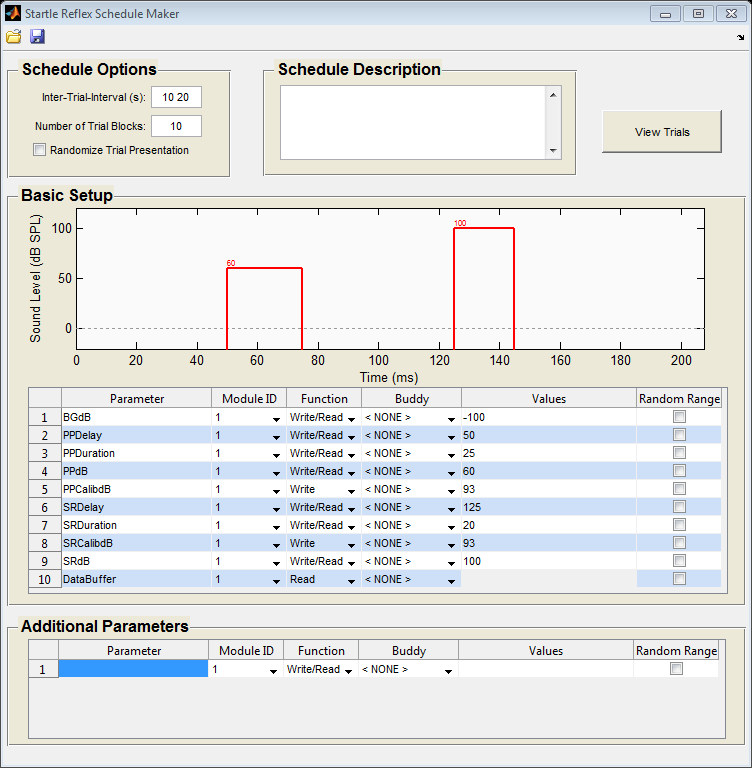 Startle Reflex Schedule Maker
Schedule Options
Inter-Trial-Interval (s): 10 20
Number of Trial Blocks: 10
Randomize Trial Presentation
Schedule Description
View Trials
Basic Setup
Sound Level (dB SPL)
100
50
0
60
100
0 20 40 60 80 100 120 140 160 180 200
Time (ms)
Parameter Module ID Function Buddy Values Random Range
1 BGdB 1 Write/Read < NONE > -100
2 PPDelay 1 Write/Read < NONE > 50
3 PPDuration 1 Write/Read < NONE > 25
4 PPdB 1 Write/Read < NONE > 60
5 PPCalibdB 1 Write < NONE > 93
6 SRDelay 1 Write/Read < NONE > 125
7 SRDuration 1 Write/Read < NONE > 20
8 SRCalibdB 1 Write < NONE > 93
9 SRdB 1 Write/Read < NONE > 100
10 DataBuffer 1 Read < NONE >
Additional Parameters
Parameter Module ID Function Buddy Values Random Range
1 1 Write/Read < NONE >